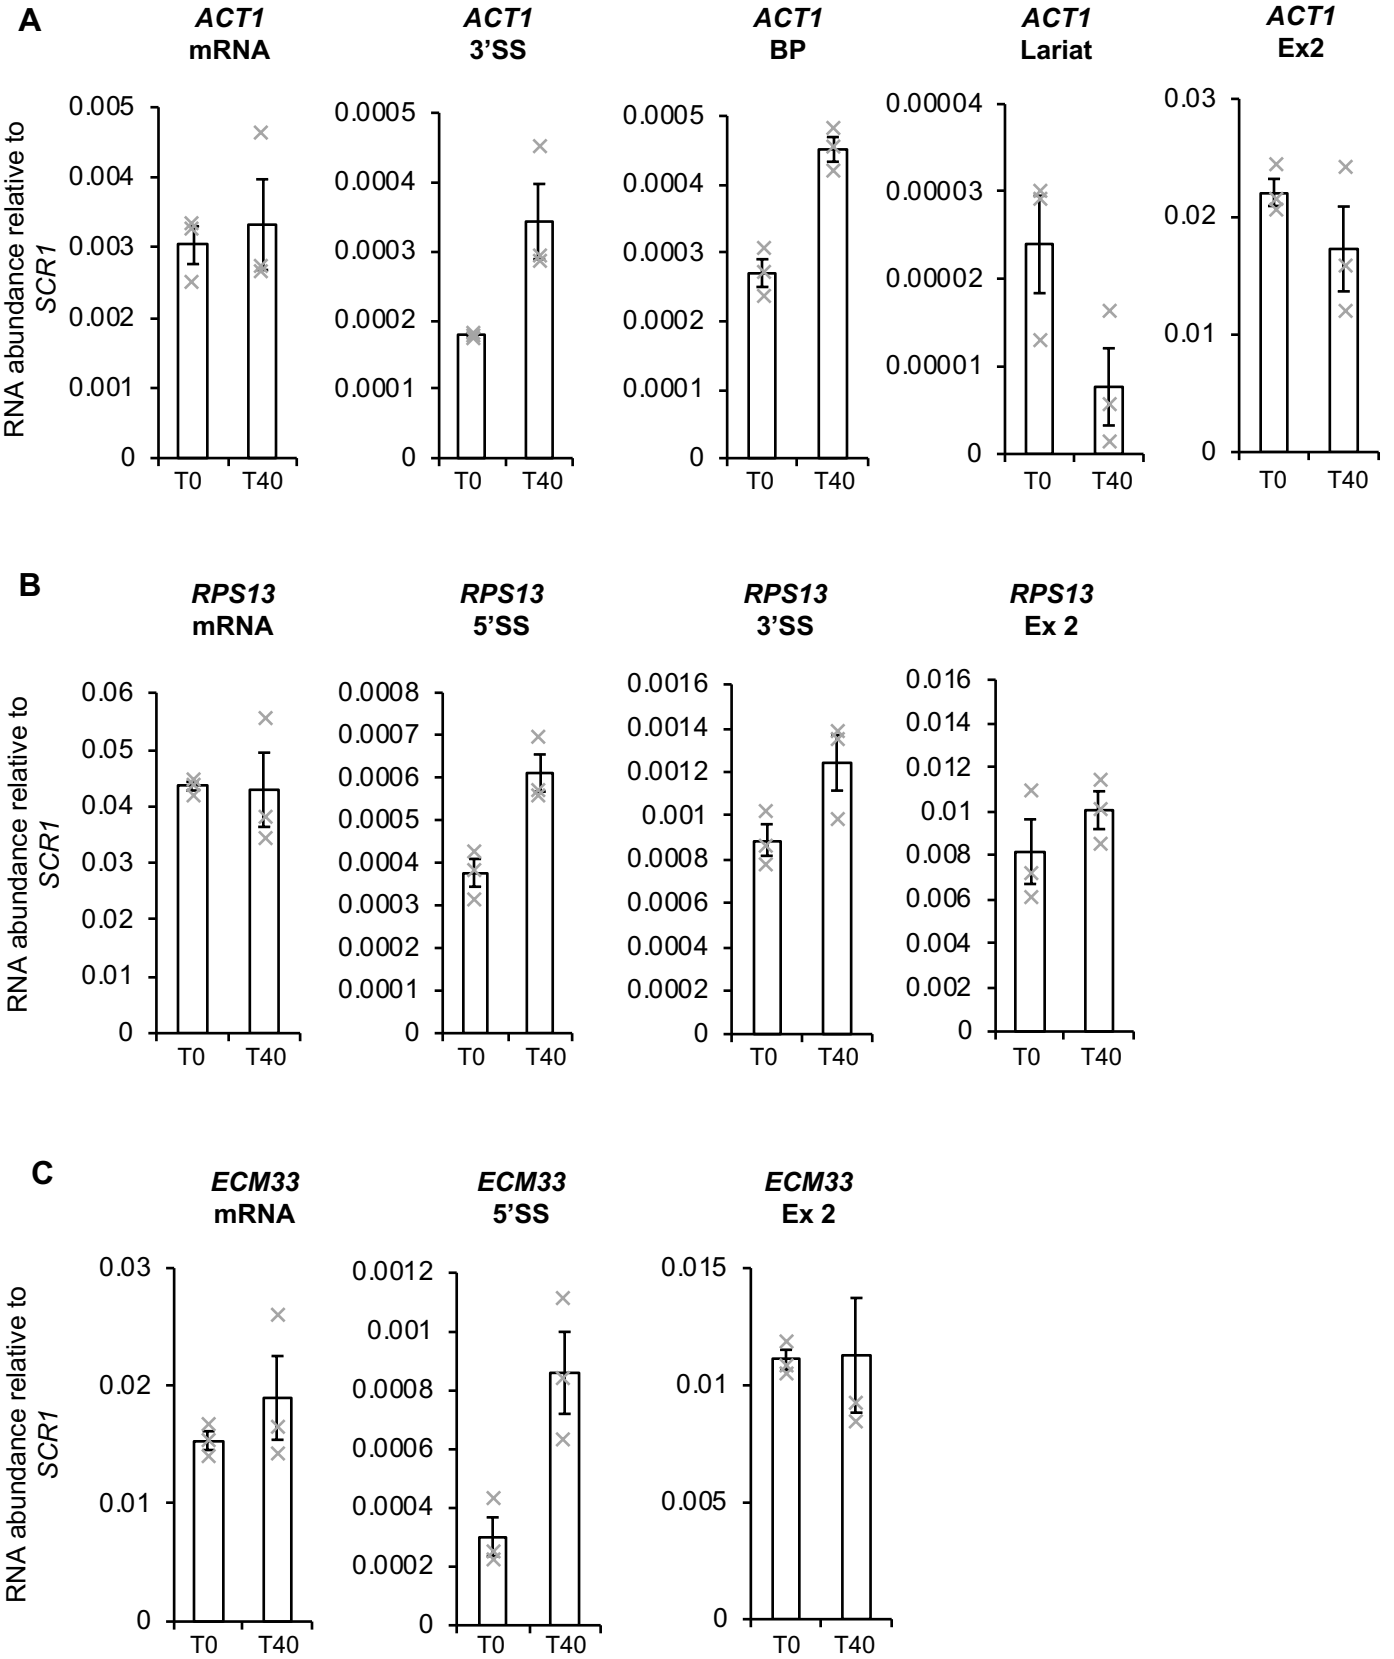 A
ACT1
mRNA
ACT1
3’SS
ACT1
BP
ACT1
Lariat
ACT1
Ex2
RNA abundance relative to
SCR1
0.005
0.004
0.003
0.002
0.001
0
T0 T40
0.0005
0.0004
0.0003
0.0002
0.0001
0
T0 T40
0.0005
0.0004
0.0003
0.0002
0.0001
0
T0 T40
0.00004
0.00003
0.00002
0.00001
0
T0 T40
0.03
0.02
0.01
0
T0 T40
B
RPS13
mRNA
RPS13
5’SS
RPS13
3’SS
RPS13
Ex 2
RNA abundance relative to
SCR1
0.06
0.05
0.04
0.03
0.02
0.01
0
T0 T40
0.0008
0.0007
0.0006
0.0005
0.0004
0.0003
0.0002
0.0001
0
T0 T40
0.0016
0.0014
0.0012
0.001
0.0008
0.0006
0.0004
0.0002
0
T0 T40
0.016
0.014
0.012
0.01
0.008
0.006
0.004
0.002
0
T0 T40
C
ECM33
mRNA
ECM33
5’SS
ECM33
Ex 2
RNA abundance relative to
SCR1
0.03
0.02
0.01
0
T0 T40
0.0012
0.001
0.0008
0.0006
0.0004
0.0002
0
T0 T40
0.015
0.01
0.005
0
T0 T40